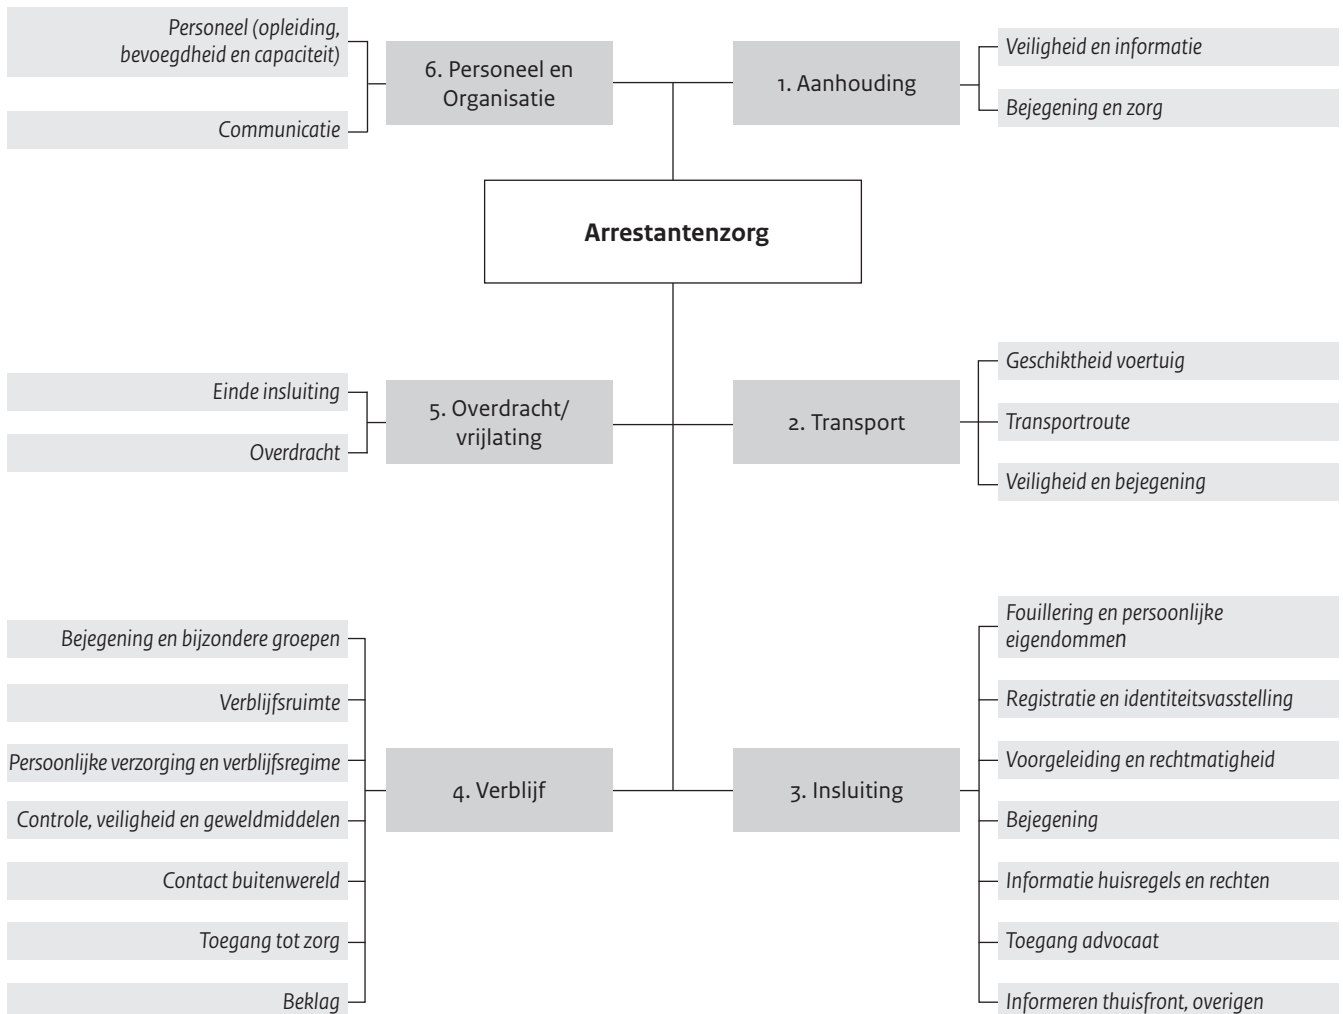 Personeel (opleiding,
bevoegdheid en capaciteit)
Communicatie
6. Personeel en
Organisatie
1. Aanhouding
Veiligheid en informatie
Bejegening en zorg
Arrestantenzorg
Einde insluiting
Overdracht
5. Overdracht/
vrijlating
2. Transport
Geschiktheid voertuig
Transportroute
Veiligheid en bejegening
Bejegening en bijzondere groepen
Verblijfsruimte
Persoonlijke verzorging en verblijfsregime
Controle, veiligheid en geweldmiddelen
Contact buitenwereld
Toegang tot zorg
Beklag
4. Verblijf
3. Insluiting
Fouillering en persoonlijke
eigendommen
Registratie en identiteitsvasstelling
Voorgeleiding en rechtmatigheid
Bejegening
Informatie huisregels en rechten
Toegang advocaat
Informeren thuisfront, overigen